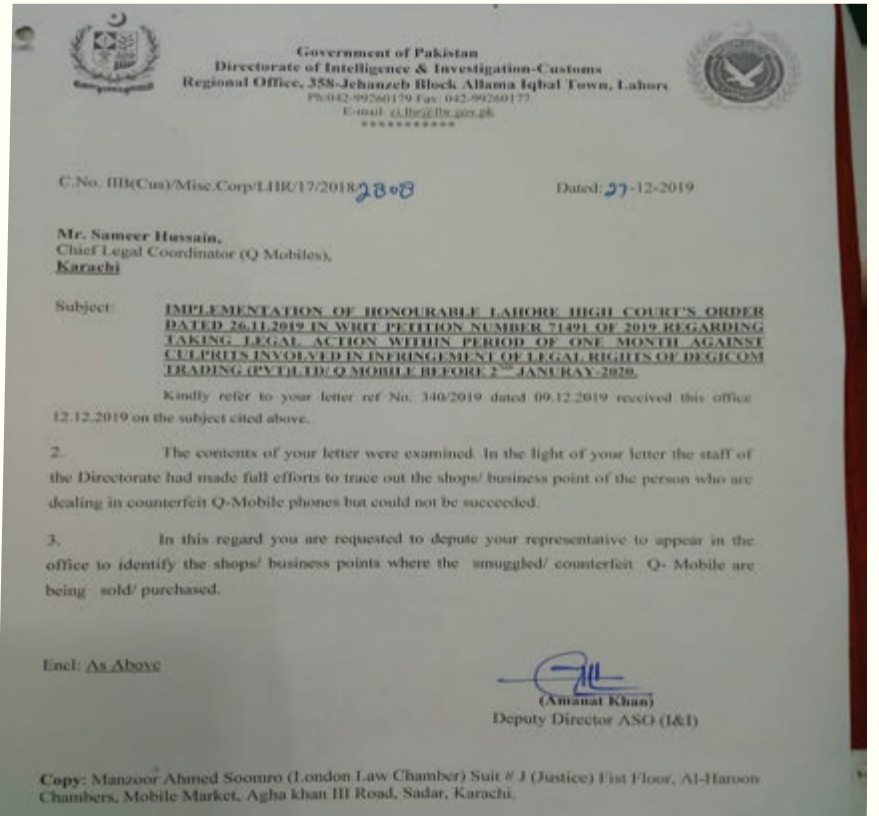 Government of Pakistan
Directorate of Intelligence & Investigation-Customs
Regional Office, 358-Jehanzeb Block Allama Iqbal Town, Lahore
Ph:042-99260179 Fax: 042-99260177
E-mail:
***********
C.No. IIB(Cus)/Misc.Corp/LHR/17/2018/2808 Dated: 27-12-2019
Mr. Sameer Hussain,
Chief Legal Coordinator (Q Mobiles),
Karachi
Subject: IMPLEMENTATION OF HONOURABLE LAHORE HIGH COURT'S ORDER
DATED 26.11.2019 IN WRIT PETITION NUMBER 71491 OF 2019 REGARDING
TAKING LEGAL ACTION WITHIN PERIOD OF ONE MONTH AGAINST
CULPRITS INVOLVED IN INFRINGEMENT OF LEGAL RIGHTS OF DEGICOM
TRADING (PVT)LTD/ Q MOBILE BEFORE 2ND JANURAY-2020.
Kindly refer to your letter ref No. 340/2019 dated 09.12.2019 received this office
12.12.2019 on the subject cited above.
2. The contents of your letter were examined. In the light of your letter the staff of
the Directorate had made full efforts to trace out the shops/ business point of the person who are
dealing in counterfeit Q-Mobile phones but could not be succeeded.
3. In this regard you are requested to depute your representative to appear in the
office to identify the shops/ business points where the smuggled/ counterfeit Q- Mobile are
being sold/ purchased.
Encl: As Above
(Amanat Khan)
Deputy Director ASO (I&I)
Copy: Manzoor Ahmed Soomro (London Law Chamber) Suit # J (Justice) Fist Floor, Al-Haroon
Chambers, Mobile Market, Agha khan III Road, Sadar, Karachi.